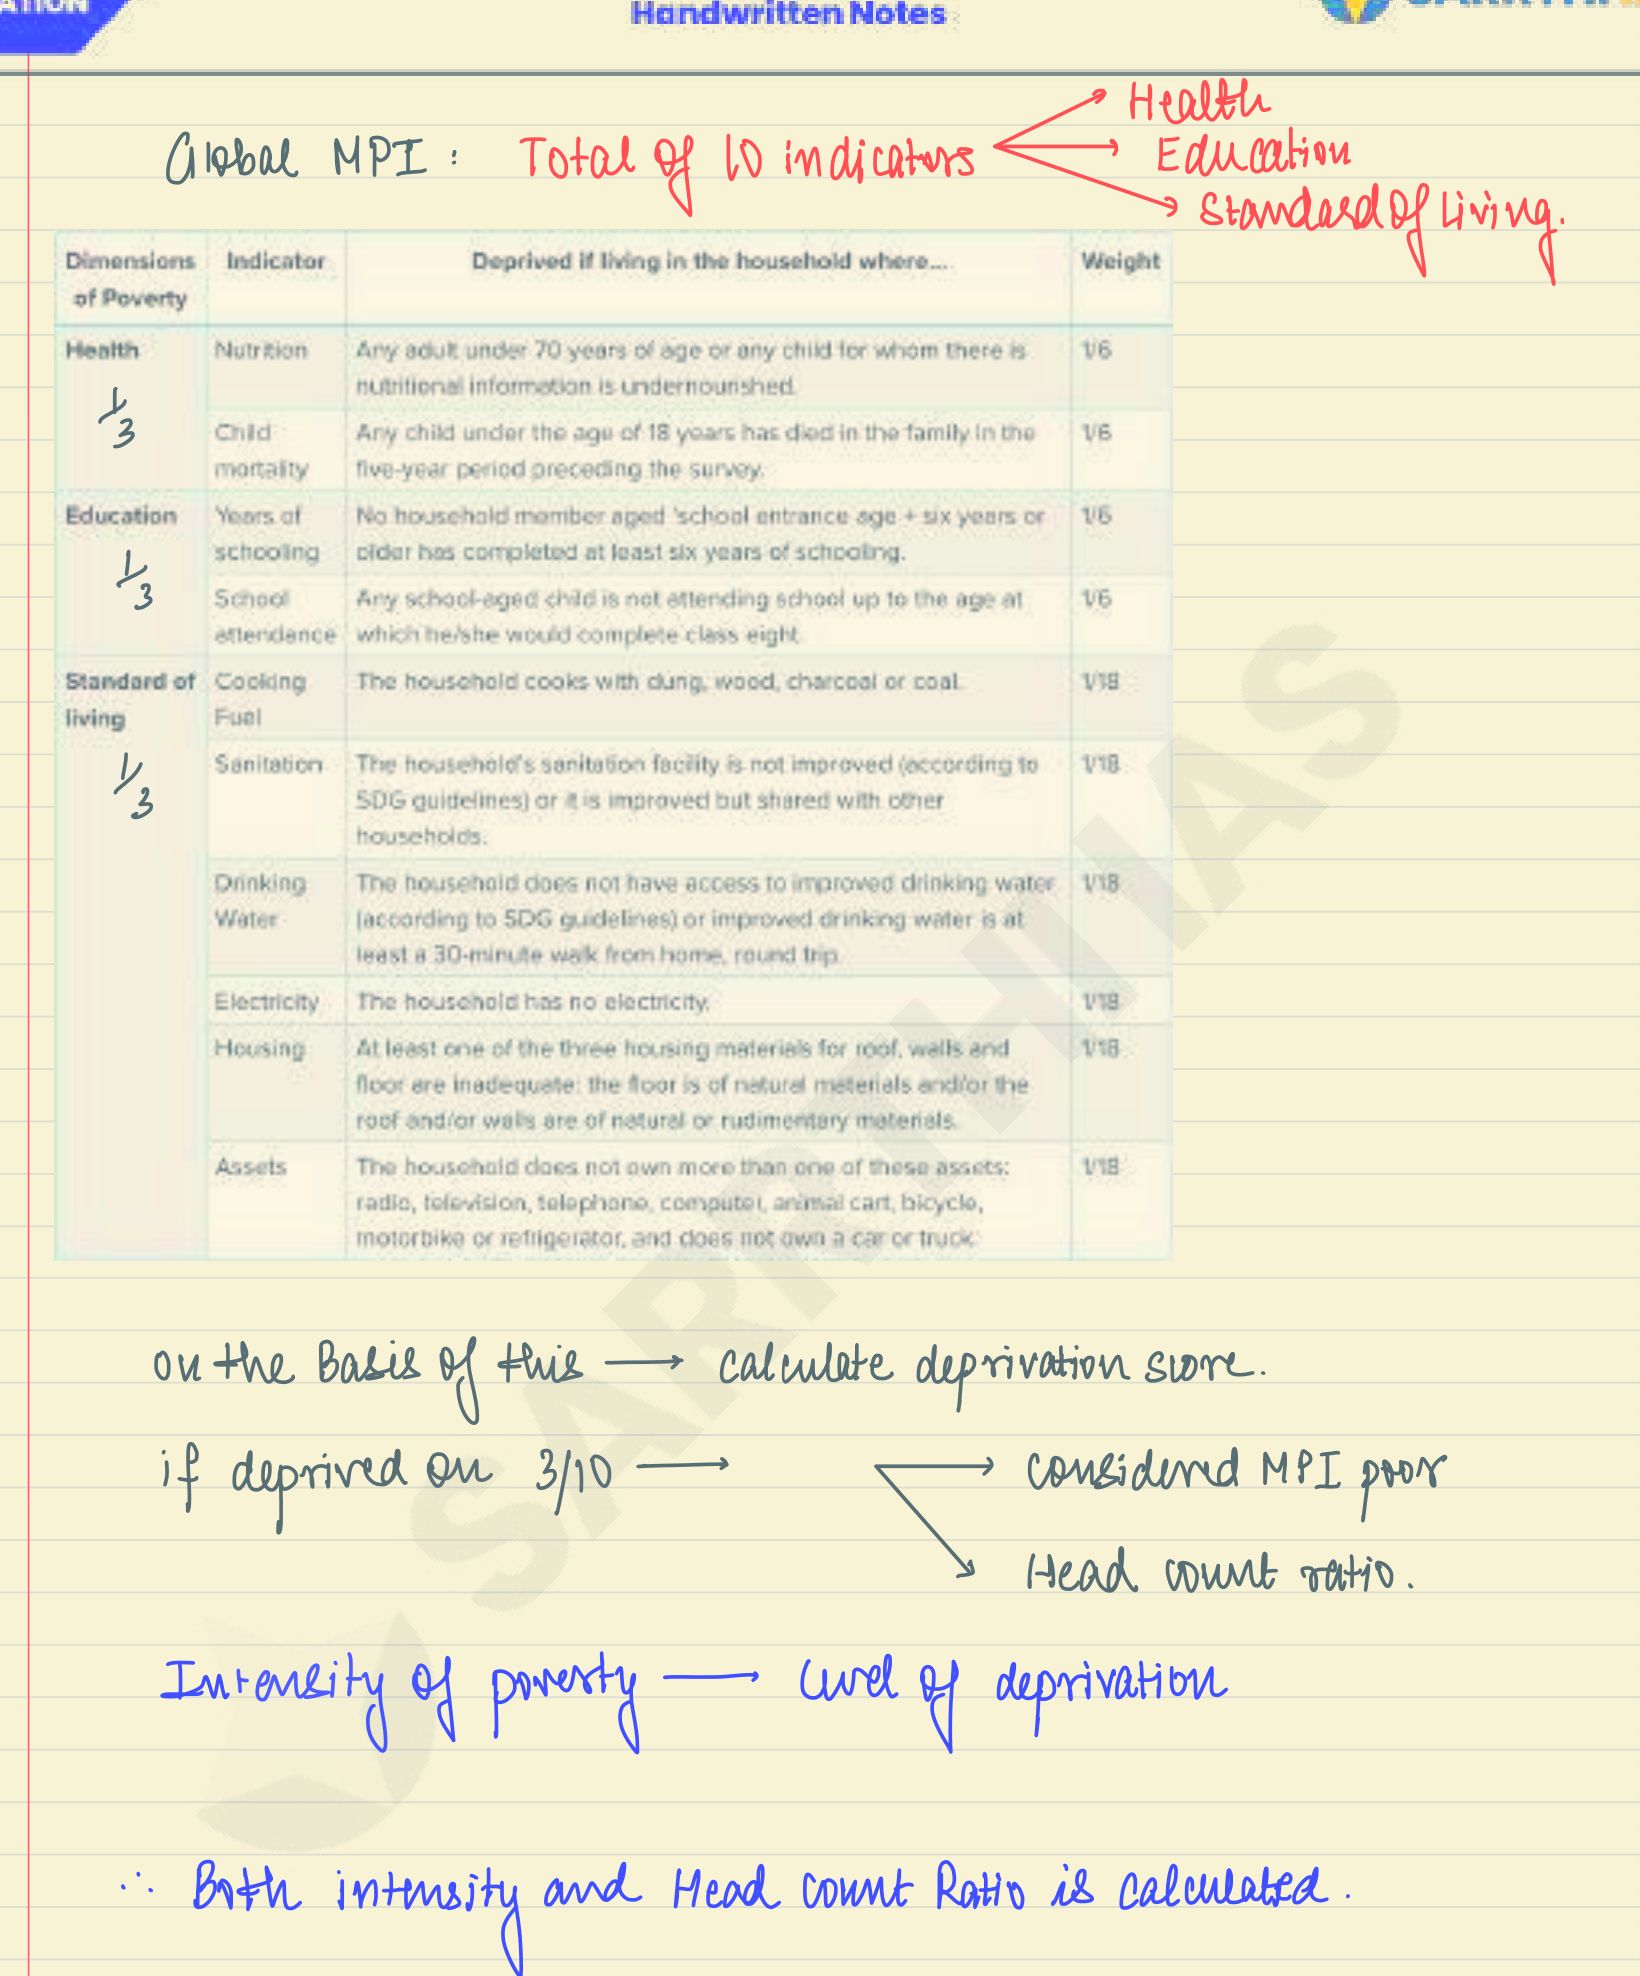 Handwritten Notes
Global MPI : Total of 10 indicators
Health
Education
Standard of Living.
Dimensions of Poverty | Indicator | Deprived if living in the household where... | Weight
Health | Nutrition | Any adult under 70 years of age or any child for whom there is
nutritional information is undernourished. | 1/6
1/3
Child mortality | Any child under the age of 18 years has died in the family in the
five-year period preceding the survey. | 1/6
Education | Years of schooling | No household member aged 'school entrance age + six years or
older has completed at least six years of schooling. | 1/6
1/3
School attendance | Any school-aged child is not attending school up to the age at
which he/she would complete class eight. | 1/6
Standard of living | Cooking Fuel | The household cooks with dung, wood, charcoal or coal. | 1/18
1/3
Sanitation | The household's sanitation facility is not improved (according to
SDG guidelines) or it is improved but shared with other
households. | 1/18
Drinking Water | The household does not have access to improved drinking water
(according to SDG guidelines) or improved drinking water is at
least a 30-minute walk from home, round trip. | 1/18
Electricity | The household has no electricity. | 1/18
Housing | At least one of the three housing materials for roof, walls and
floor are inadequate: the floor is of natural materials and/or the
roof and/or walls are of natural or rudimentary materials. | 1/18
Assets | The household does not own more than one of these assets:
radio, television, telephone, computer, animal cart, bicycle,
motorbike or refrigerator, and does not own a car or truck. | 1/18
on the Basis of this → calculate deprivation score.
if deprived on 3/10 → → considered MPI poor
→ Head count ratio.
Intensity of poverty → Level of deprivation
∴ Both intensity and Head count Ratio is calculated.
SARRTHI IAS